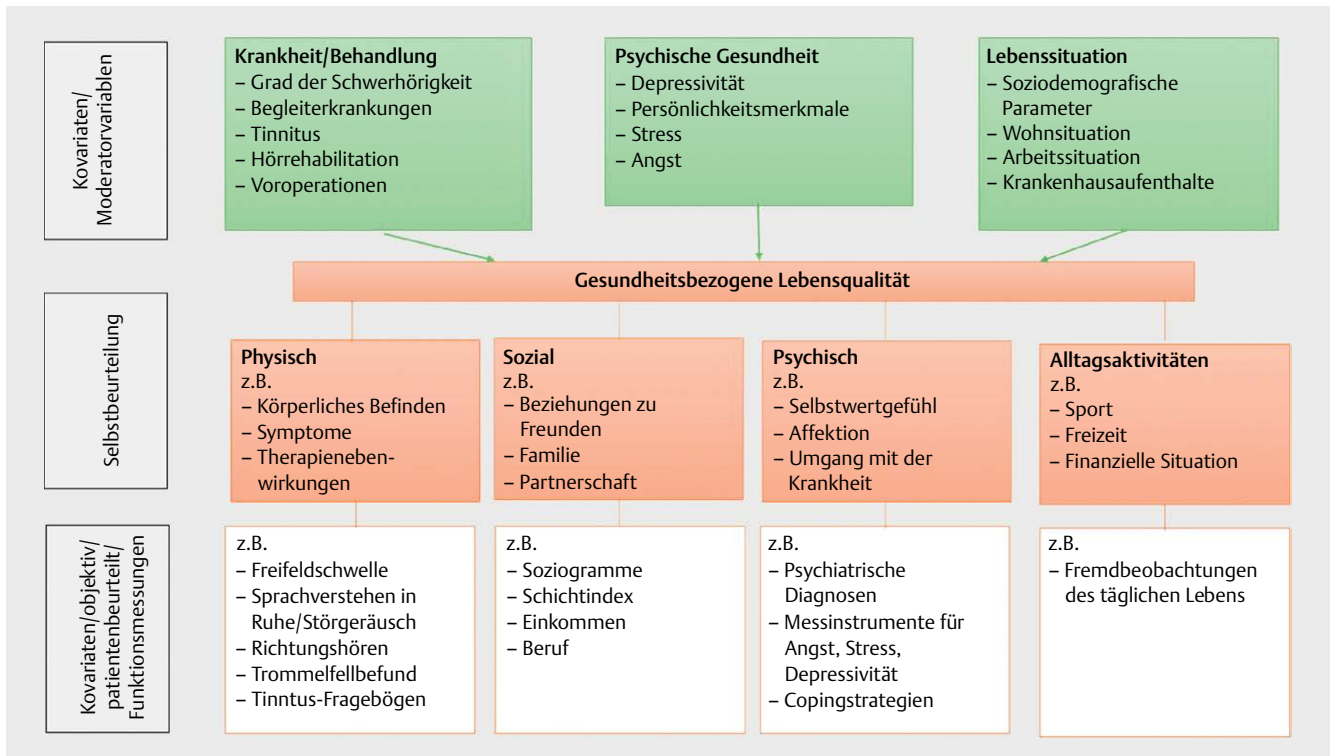 Kovariaten/
Moderatorvariablen
Krankheit/Behandlung
– Grad der Schwerhörigkeit
– Begleiterkrankungen
– Tinnitus
– Hörrehabilitation
– Voroperationen
Psychische Gesundheit
– Depressivität
– Persönlichkeitsmerkmale
– Stress
– Angst
Lebenssituation
– Soziodemografische
Parameter
– Wohnsituation
– Arbeitssituation
– Krankenhausaufenthalte
Gesundheitsbezogene Lebensqualität
Selbstbeurteilung
Physisch
z.B.
– Körperliches Befinden
– Symptome
– Therapieneben-
wirkungen
Sozial
z.B.
– Beziehungen zu
Freunden
– Familie
– Partnerschaft
Psychisch
z.B.
– Selbstwertgefühl
– Affektion
– Umgang mit der
Krankheit
Alltagsaktivitäten
z.B.
– Sport
– Freizeit
– Finanzielle Situation
Kovariaten/objektiv/
patientenbeurteilt/
Funktionsmessungen
z.B.
– Freifeldschwelle
– Sprachverstehen in
Ruhe/Störgeräusch
– Richtungshören
– Trommelfellbefund
– Tinntus-Fragebögen
z.B.
– Soziogramme
– Schichtindex
– Einkommen
– Beruf
z.B.
– Psychiatrische
Diagnosen
– Messinstrumente für
Angst, Stress,
Depressivität
– Copingstrategien
z.B.
– Fremdbeobachtungen
des täglichen Lebens